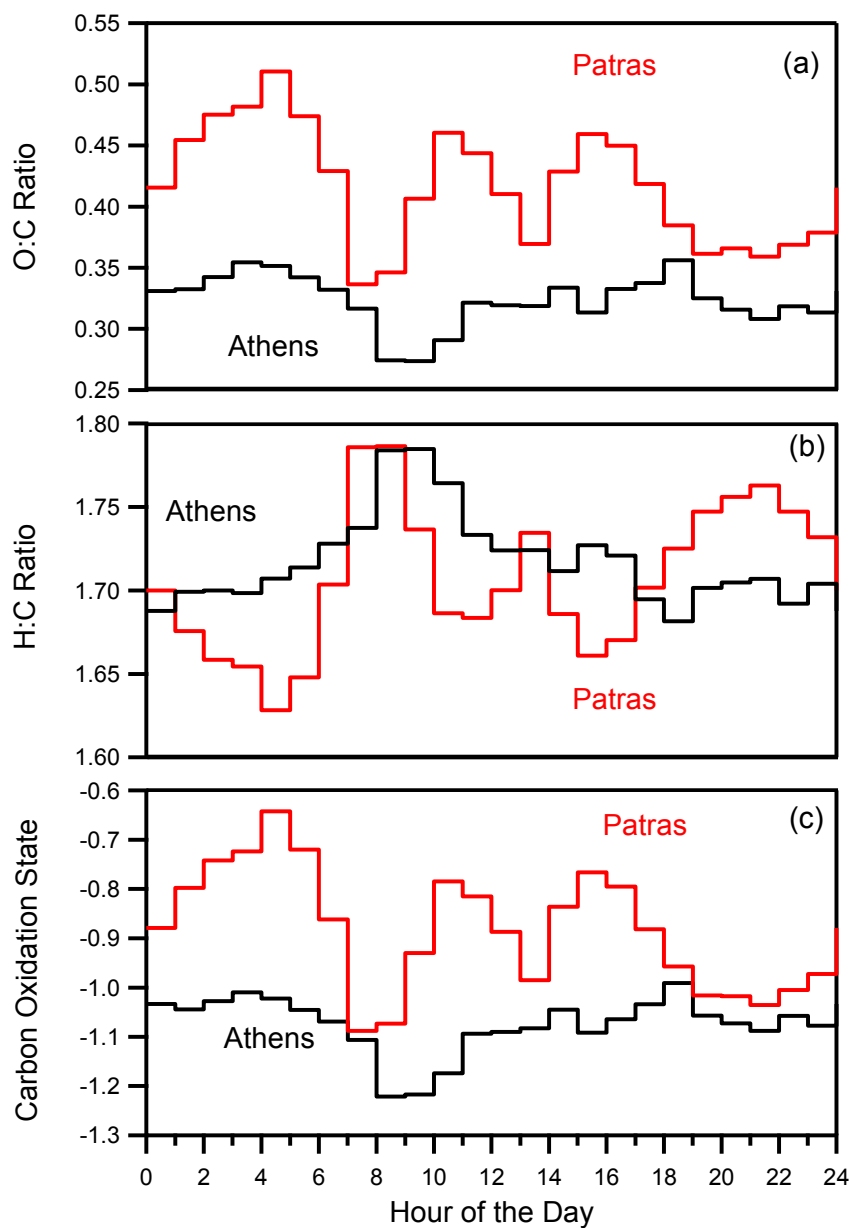 0.55
0.50
0.45
0.40
0.35
0.30
0.25
O:C Ratio
Patras
(a)
Athens
1.80
1.75
1.70
1.65
1.60
H:C Ratio
(b)
Athens
Patras
-0.6
-0.7
-0.8
-0.9
-1.0
-1.1
-1.2
-1.3
Carbon Oxidation State
Patras
(c)
Athens
0 2 4 6 8 10 12 14 16 18 20 22 24
Hour of the Day